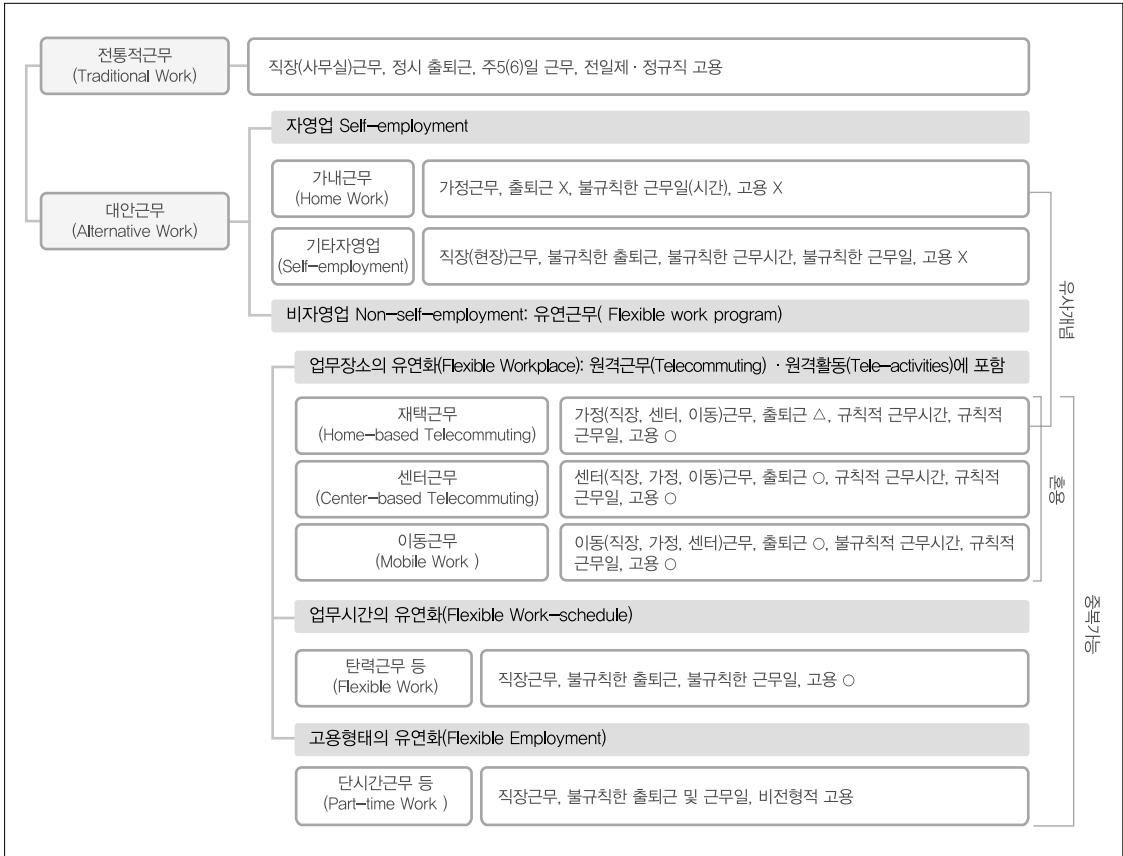 전통적근무
(Traditional Work)
직장(사무실)근무, 정시 출퇴근, 주5(6)일 근무, 전일제 · 정규직 고용
대안근무
(Alternative Work)
자영업 Self-employment
가내근무
(Home Work)
가정근무, 출퇴근 X, 불규칙한 근무일(시간), 고용 X
기타자영업
(Self-employment)
직장(현장)근무, 불규칙한 출퇴근, 불규칙한 근무시간, 불규칙한 근무일, 고용 X
비자영업 Non-self-employment: 유연근무( Flexible work program)
업무장소의 유연화(Flexible Workplace): 원격근무(Telecommuting) · 원격활동(Tele-activities)에 포함
재택근무
(Home-based Telecommuting)
가정(직장, 센터, 이동)근무, 출퇴근 △, 규칙적 근무시간, 규칙적
근무일, 고용 ○
센터근무
(Center-based Telecommuting)
센터(직장, 가정, 이동)근무, 출퇴근 ○, 규칙적 근무시간, 규칙적
근무일, 고용 ○
이동근무
(Mobile Work )
이동(직장, 가정, 센터)근무, 출퇴근 ○, 불규칙적 근무시간, 규칙적
근무일, 고용 ○
업무시간의 유연화(Flexible Work-schedule)
탄력근무 등
(Flexible Work)
직장근무, 불규칙한 출퇴근, 불규칙한 근무일, 고용 ○
고용형태의 유연화(Flexible Employment)
단시간근무 등
(Part-time Work )
직장근무, 불규칙한 출퇴근 및 근무일, 비전형적 고용
유사개념
혼용
중복가능